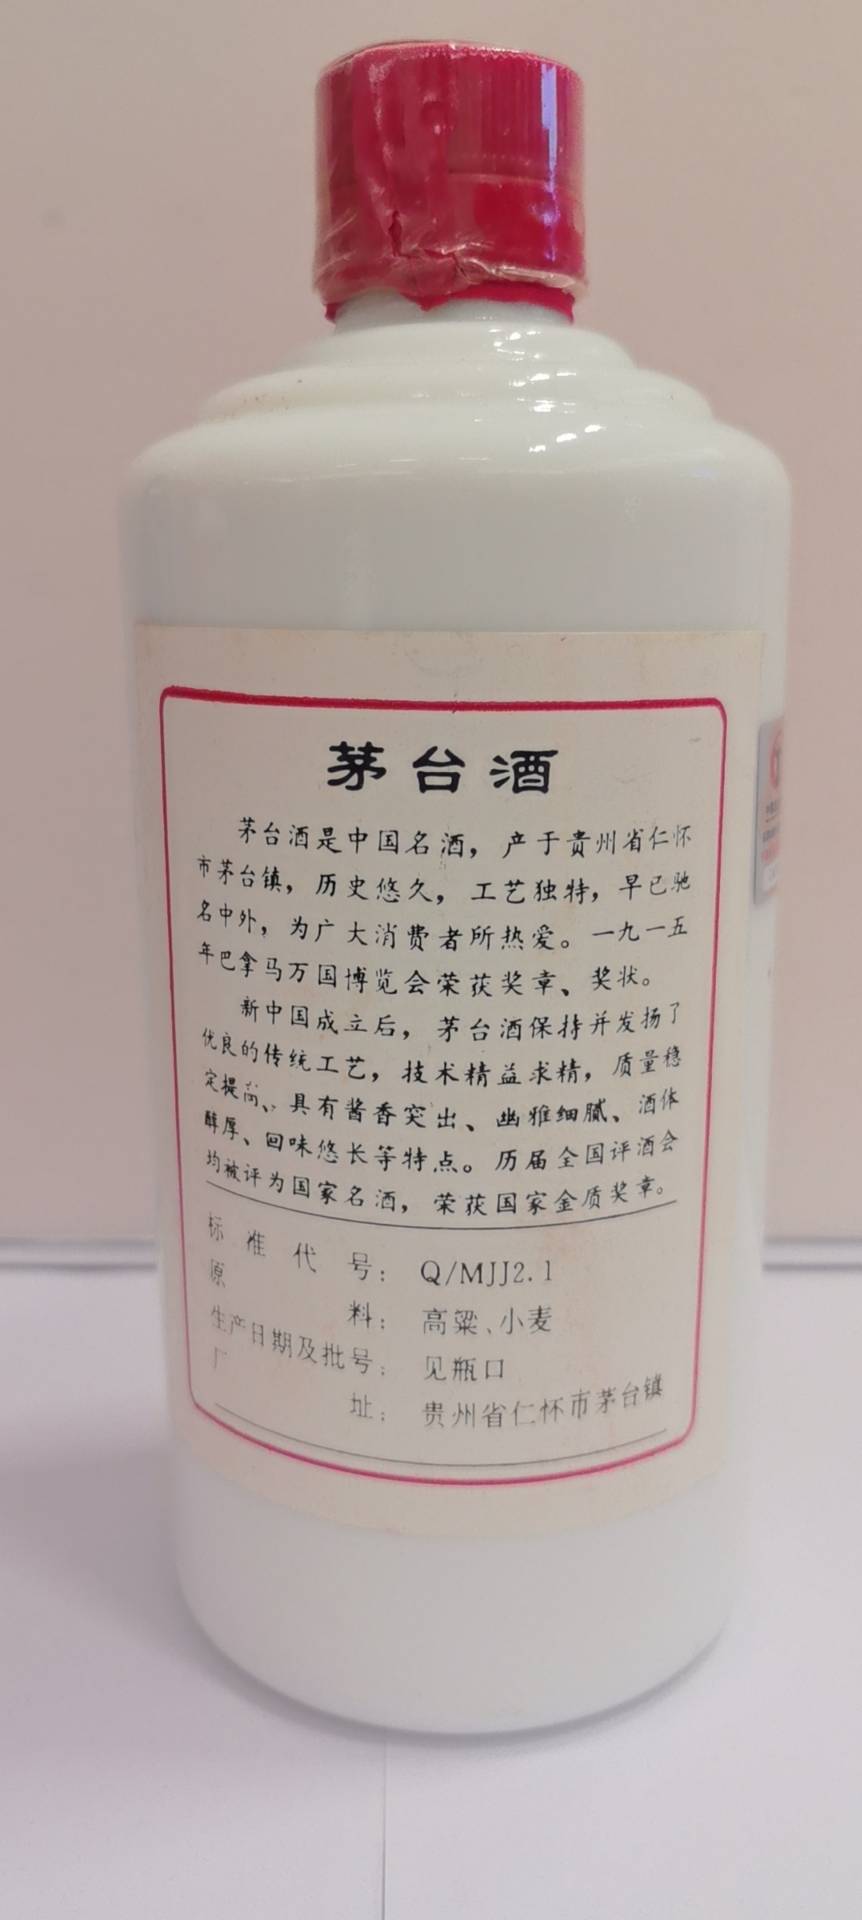 茅台酒
茅台酒是中国名酒，产于贵州省仁怀
市茅台镇，历史悠久，工艺独特，早已驰
名中外，为广大消费者所热爱。一九一五
年巴拿马万国博览会荣获奖章、奖状。
新中国成立后，茅台酒保持并发扬了
优良的传统工艺，技术精益求精，质量稳
定提高、具有酱香突出、幽雅细腻、酒体
醇厚、回味悠长等特点。历届全国评酒会
均被评为国家名酒，荣获国家金质奖章。
标准代号：Q/MJJ2.1
原料：高粱、小麦
生产日期及批号：见瓶口
厂址：贵州省仁怀市茅台镇